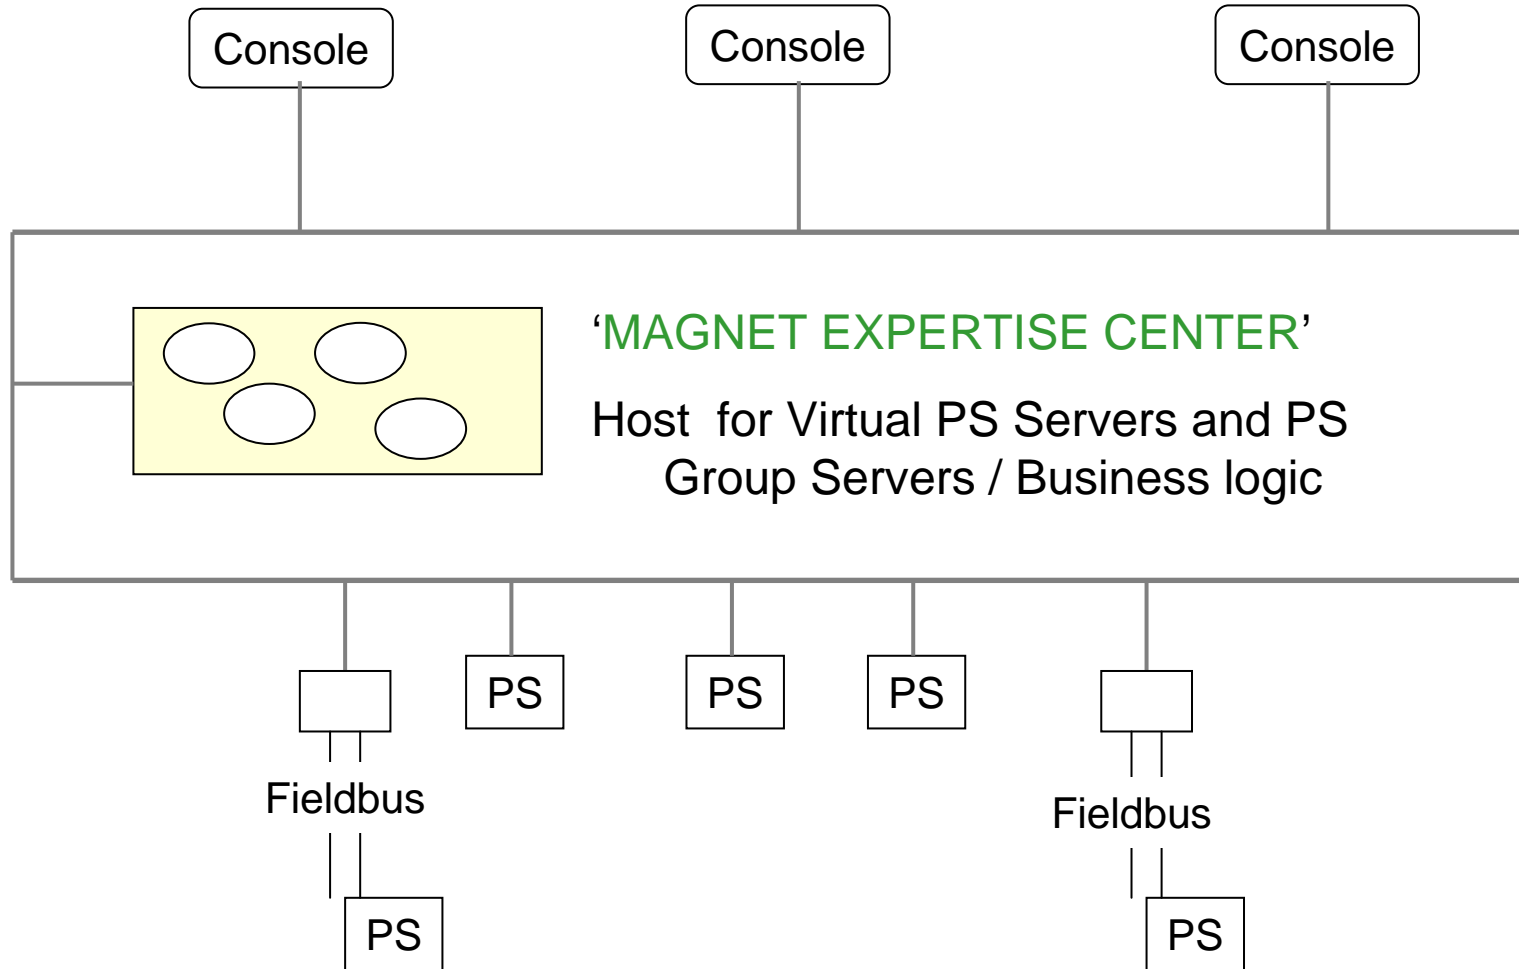 Console
Console
Console
‘MAGNET EXPERTISE CENTER’
Host for Virtual PS Servers and PS
Group Servers / Business logic
PS
PS
PS
Fieldbus
Fieldbus
PS
PS